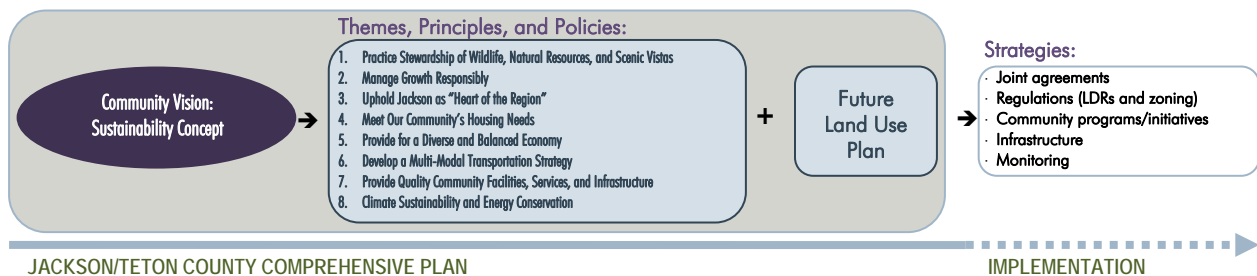 Themes, Principles, and Policies:
1. Practice Stewardship of Wildlife, Natural Resources, and Scenic Vistas
2. Manage Growth Responsibly
3. Uphold Jackson as "Heart of the Region"
4. Meet Our Community's Housing Needs
5. Provide for a Diverse and Balanced Economy
6. Develop a Multi-Modal Transportation Strategy
7. Provide Quality Community Facilities, Services, and Infrastructure
8. Climate Sustainability and Energy Conservation
Community Vision:
Sustainability Concept
+
Future
Land Use
Plan
Strategies:
· Joint agreements
· Regulations (LDRs and zoning)
· Community programs/initiatives
· Infrastructure
· Monitoring
JACKSON/TETON COUNTY COMPREHENSIVE PLAN
IMPLEMENTATION